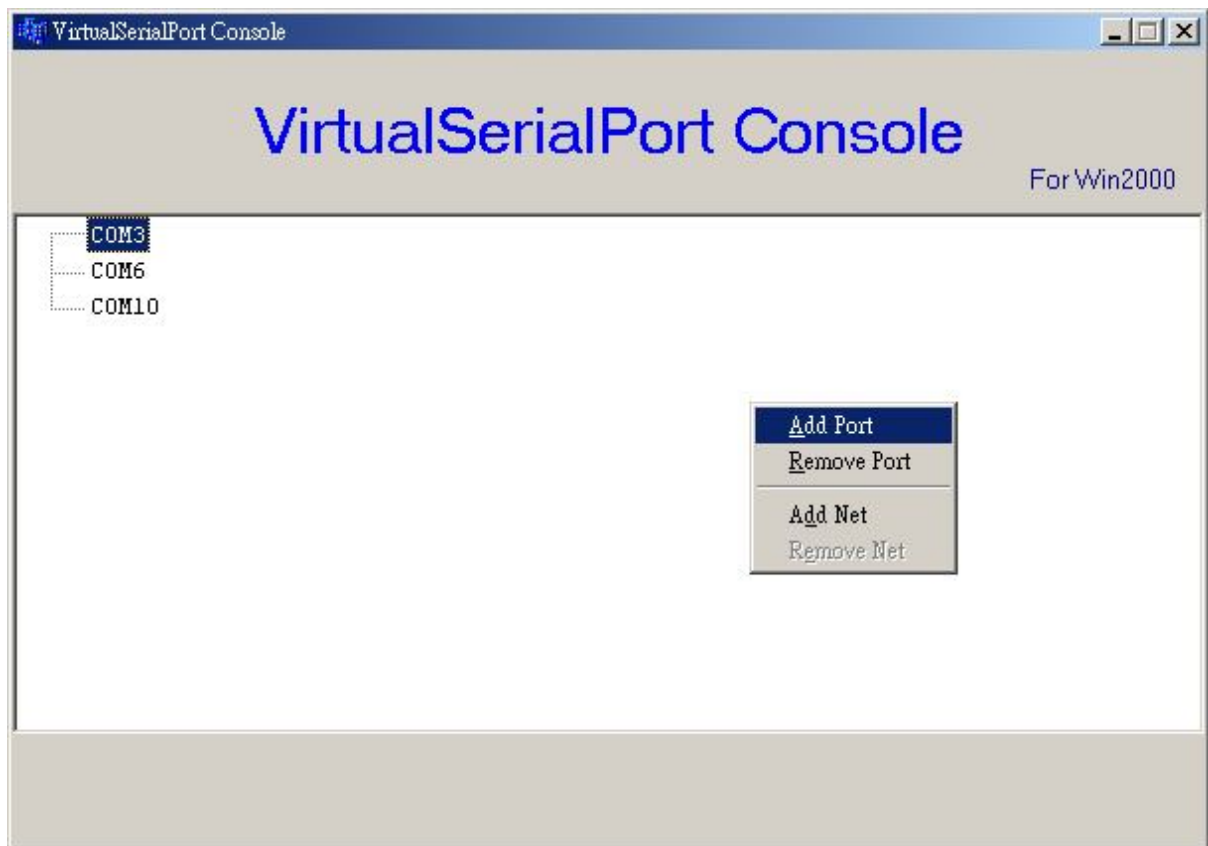 VirtualSerialPort Console
VirtualSerialPort Console
For Win2000
COM3
COM6
COM10
Add Port
Remove Port
Add Net
Remove Net